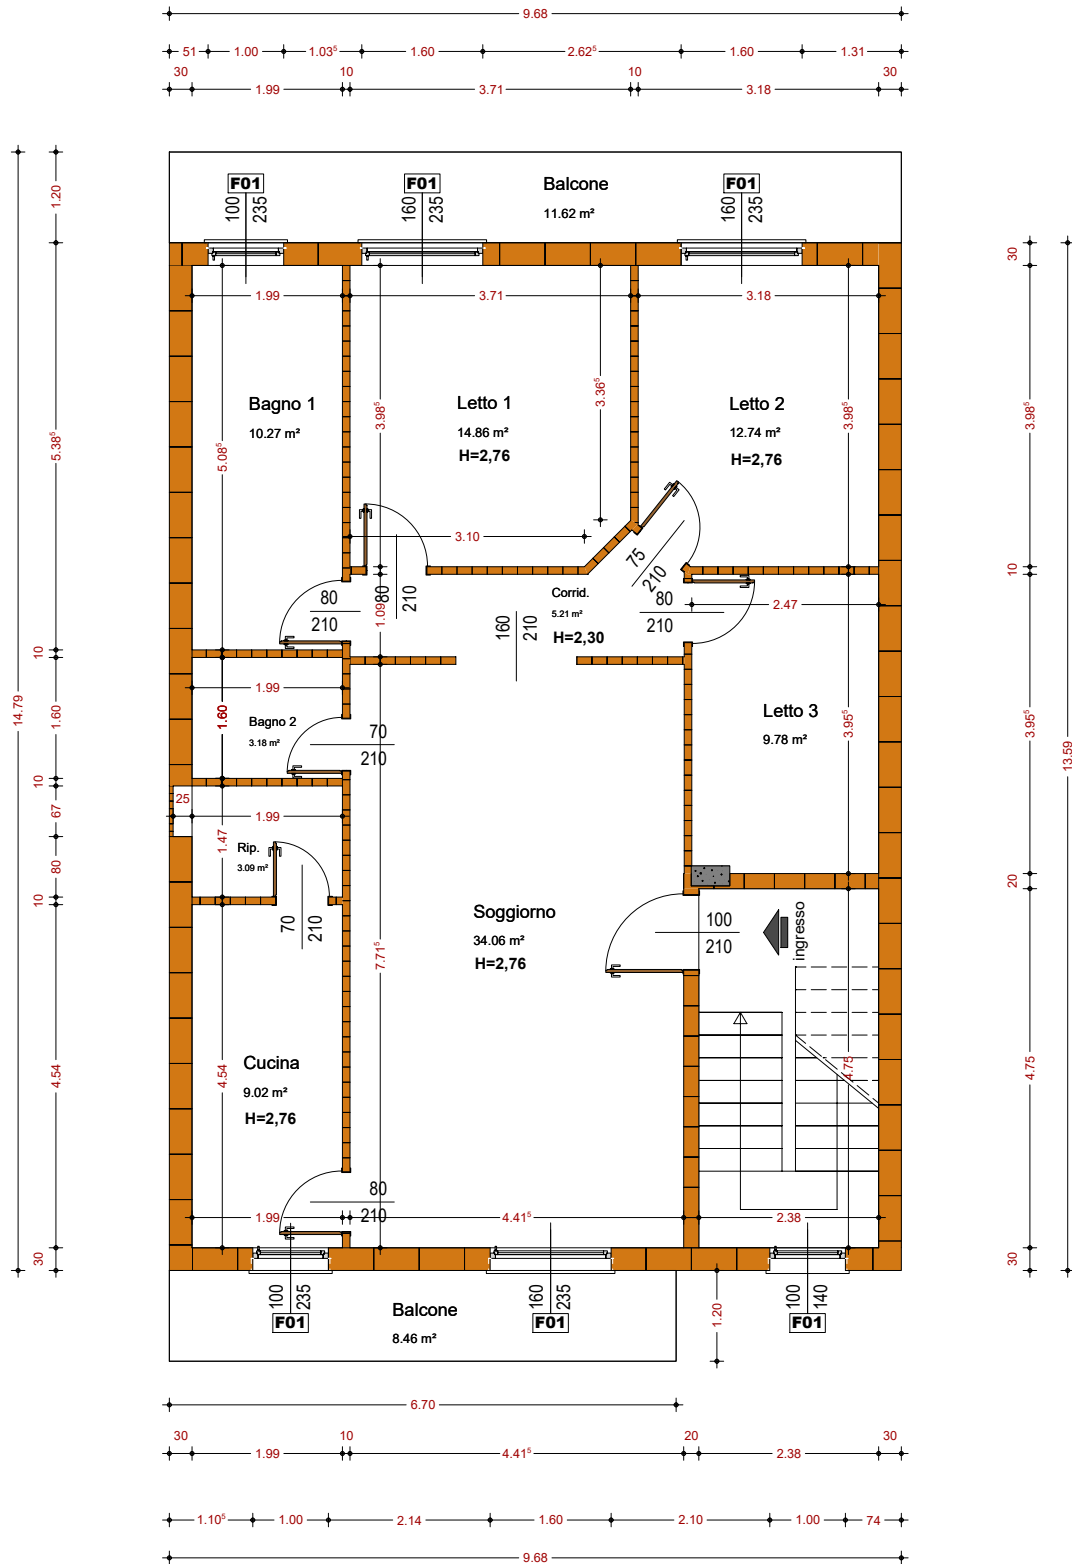 9.68
51 1.00 1.03⁵ 1.60 2.62⁵ 1.60 1.31
30 10 10 30
1.99 3.71 3.18
1.20
F01 F01 F01
100 235 160 235 160 235
Balcone
11.62 m²
30
1.99 3.71 3.18
5.38⁵
5.08⁵
3.98⁵
3.36⁵
3.98⁵
3.98⁵
Bagno 1
10.27 m²
Letto 1
14.86 m²
H=2,76
Letto 2
12.74 m²
H=2,76
3.10
75
210
10
80
210
80
210
1.09⁵
160
210
Corrid.
5.21 m²
H=2,30
80
210
2.47
10
14.79
1.60
1.99
1.60
Bagno 2
3.18 m²
70
210
Letto 3
9.78 m²
3.95⁵
3.95⁵
13.59
10
67
25
1.99
80
1.47
Rip.
3.09 m²
10
70
210
20
Soggiorno
34.06 m²
H=2,76
7.71⁵
100
210
ingresso
4.54
4.54
Cucina
9.02 m²
H=2,76
4.75
4.75
80
210
1.99 4.41⁵ 2.38
30
30
100 235 160 235 100 140
F01 F01 F01
Balcone
8.46 m²
1.20
6.70
30 10 20 30
1.99 4.41⁵ 2.38
1.10⁵ 1.00 2.14 1.60 2.10 1.00 74
9.68